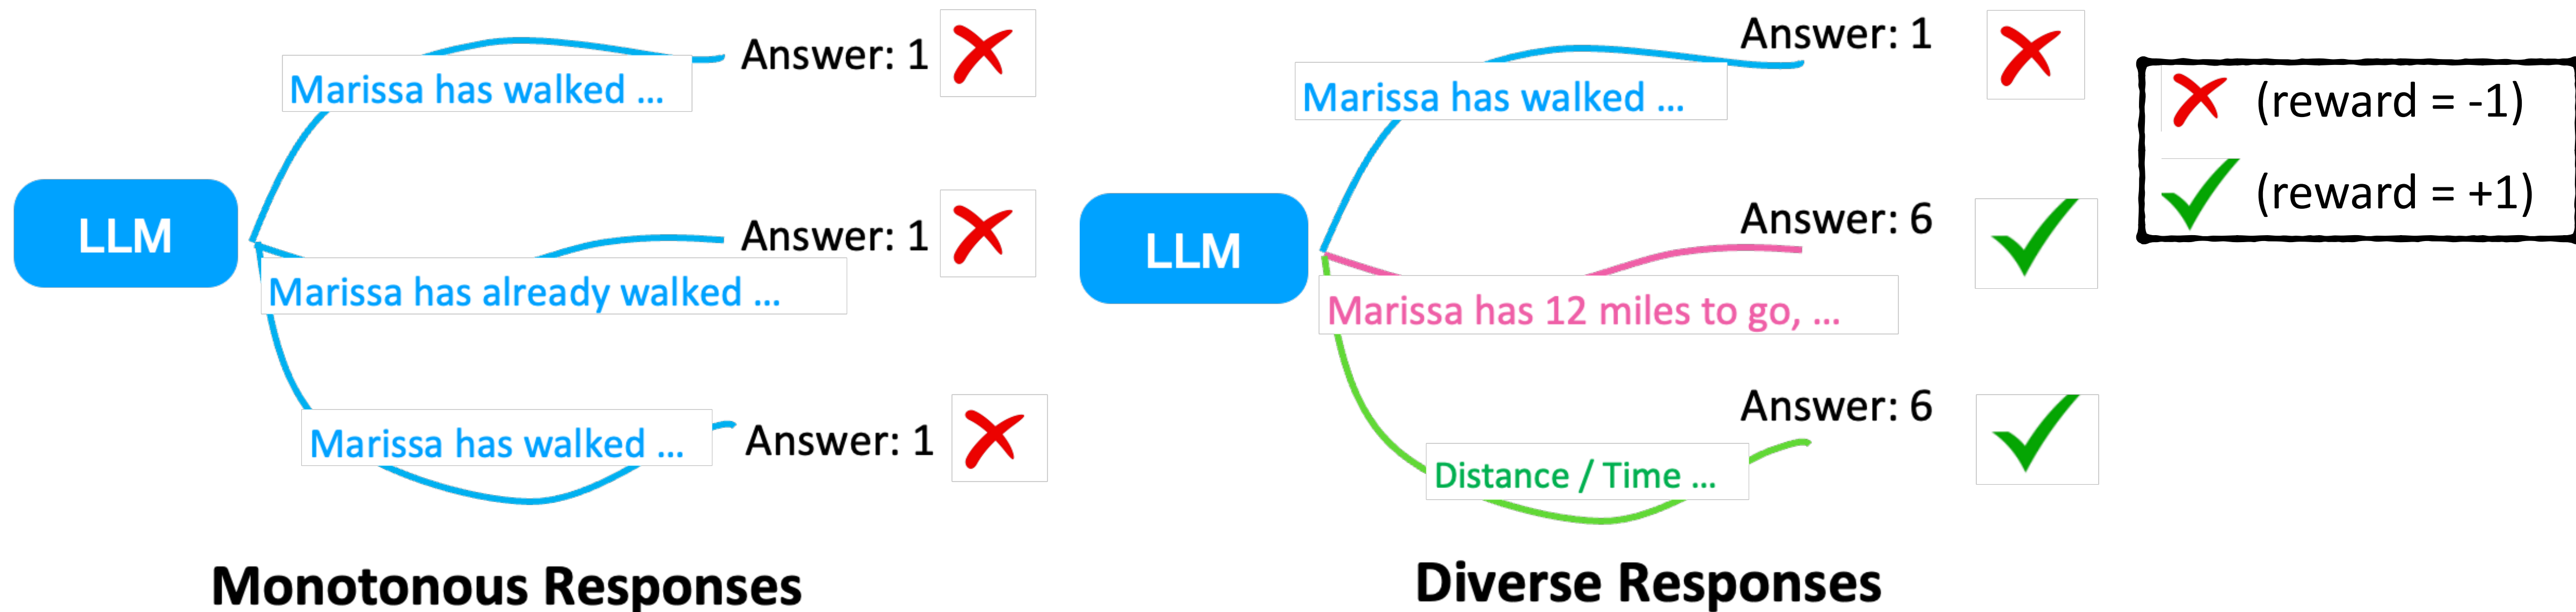 LLM
Marissa has walked ...
Answer: 1
Marissa has already walked ...
Answer: 1
Marissa has walked ...
Answer: 1
Monotonous Responses
LLM
Marissa has walked ...
Answer: 1
Marissa has 12 miles to go, ...
Answer: 6
Distance / Time ...
Answer: 6
Diverse Responses
(reward = -1)
(reward = +1)